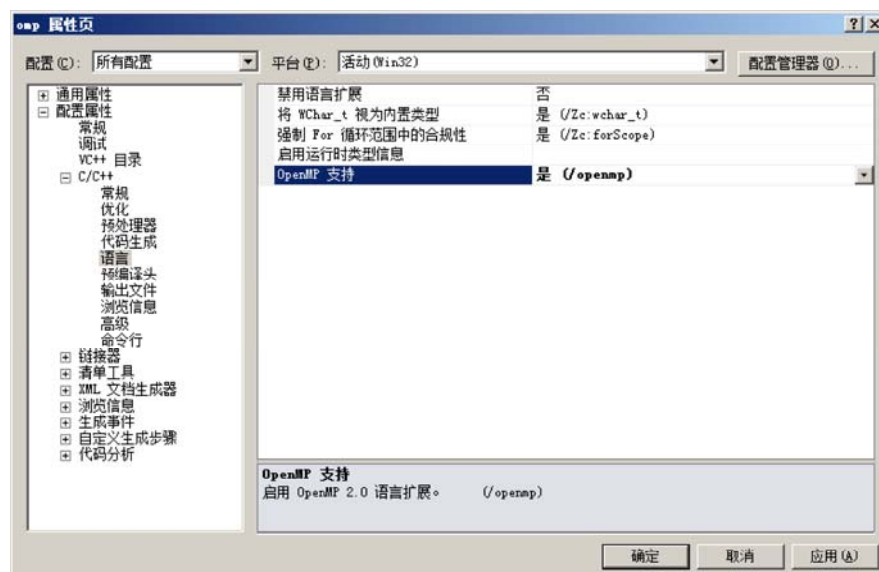 omp 属性页
配置(C): 所有配置 平台(P): 活动(Win32) 配置管理器(O)...
通用属性
配置属性
常规
调试
VC++ 目录
C/C++
常规
优化
预处理器
代码生成
语言
预编译头
输出文件
浏览信息
高级
命令行
链接器
清单工具
XML 文档生成器
浏览信息
生成事件
自定义生成步骤
代码分析
禁用语言扩展 否
将 WChar_t 视为内置类型 是 (/Zc:wchar_t)
强制 For 循环范围中的合规性 是 (/Zc:forScope)
启用运行时类型信息
OpenMP 支持 是 (/openmp)
OpenMP 支持
启用 OpenMP 2.0 语言扩展。 (/openmp)
确定 取消 应用(A)